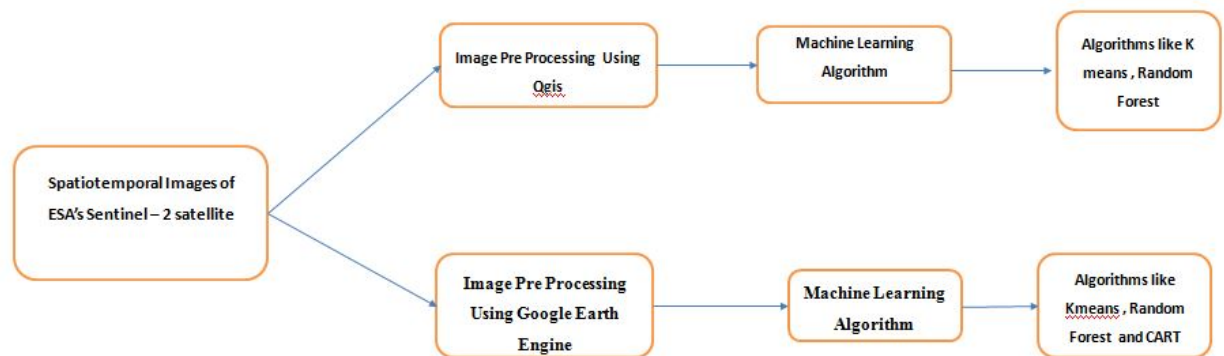 Spatiotemporal Images of
ESA's Sentinel – 2 satellite
Image Pre Processing Using
Qgis
Machine Learning
Algorithm
Algorithms like K
means , Random
Forest
Image Pre Processing
Using Google Earth
Engine
Machine Learning
Algorithm
Algorithms like
Kmeans , Random
Forest and CART